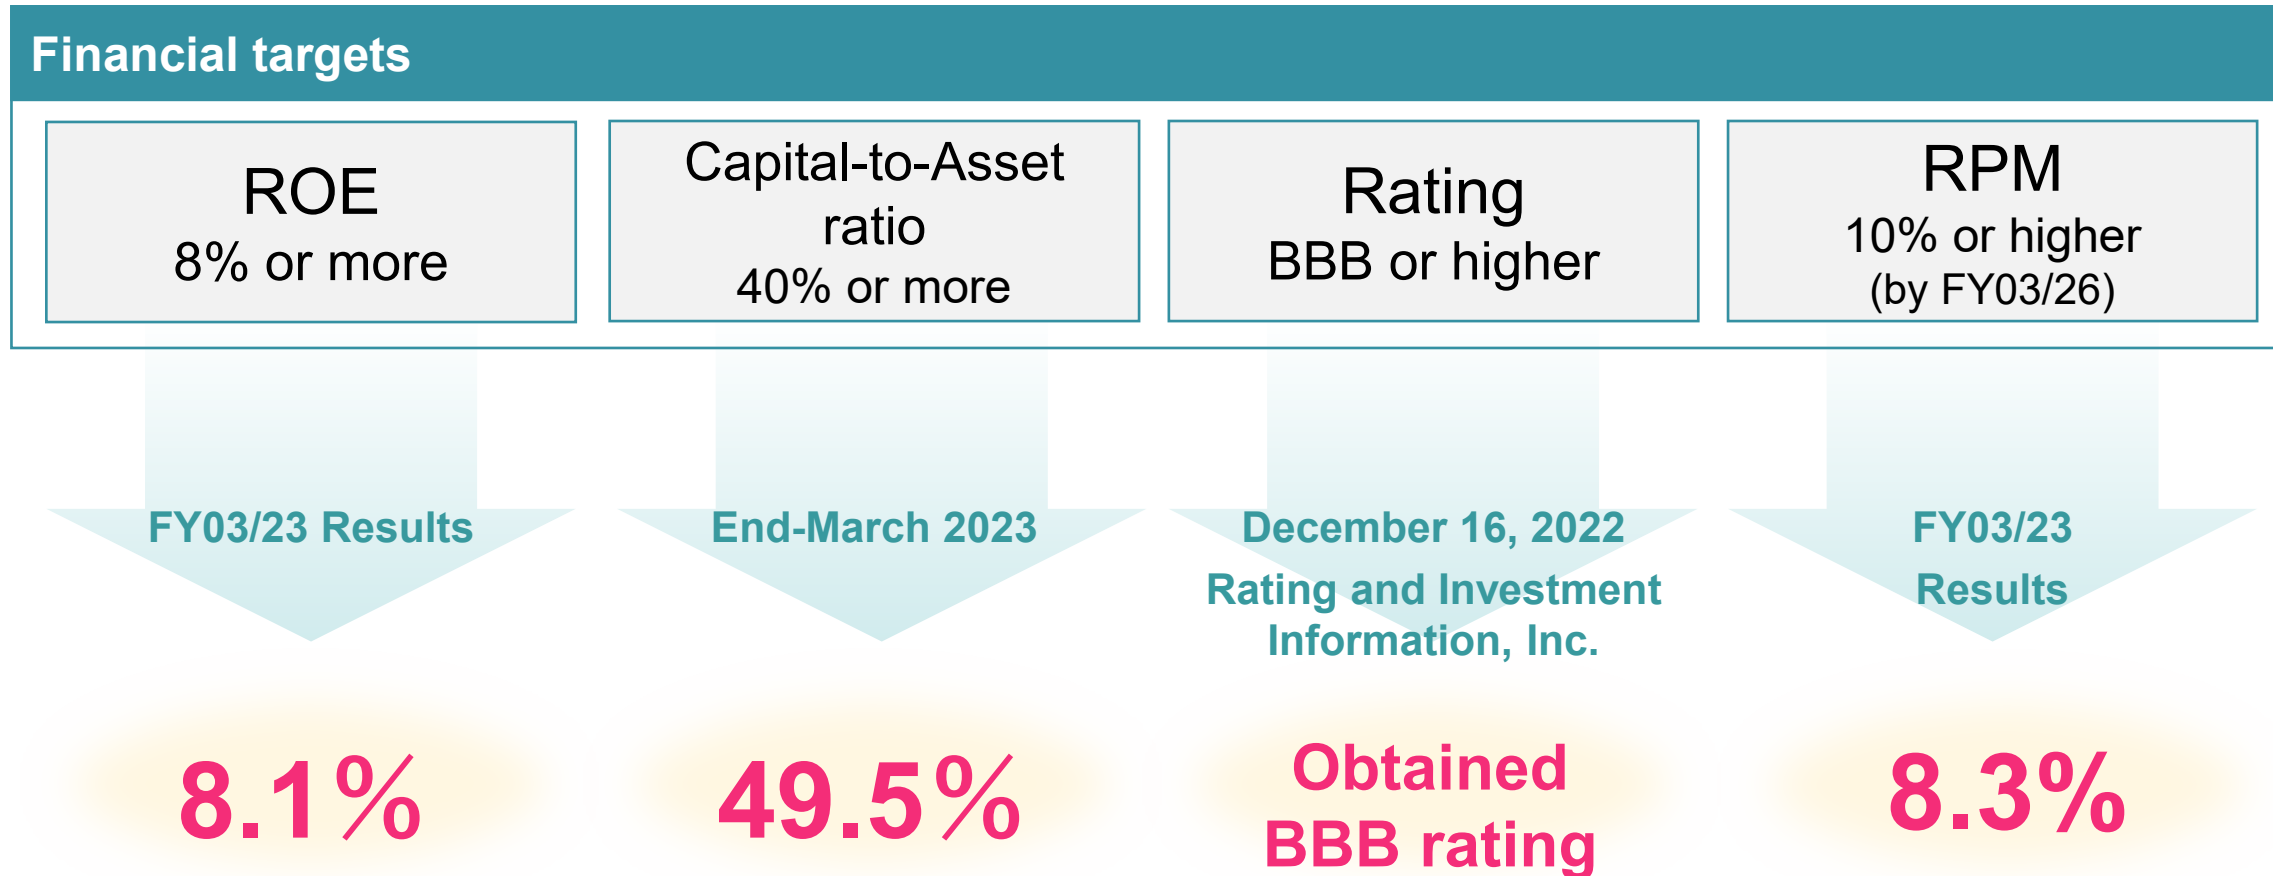 Financial targets
ROE
8% or more
Capital-to-Asset
ratio
40% or more
Rating
BBB or higher
RPM
10% or higher
(by FY03/26)
FY03/23 Results
8.1%
End-March 2023
49.5%
December 16, 2022
Rating and Investment
Information, Inc.
Obtained
BBB rating
FY03/23
Results
8.3%